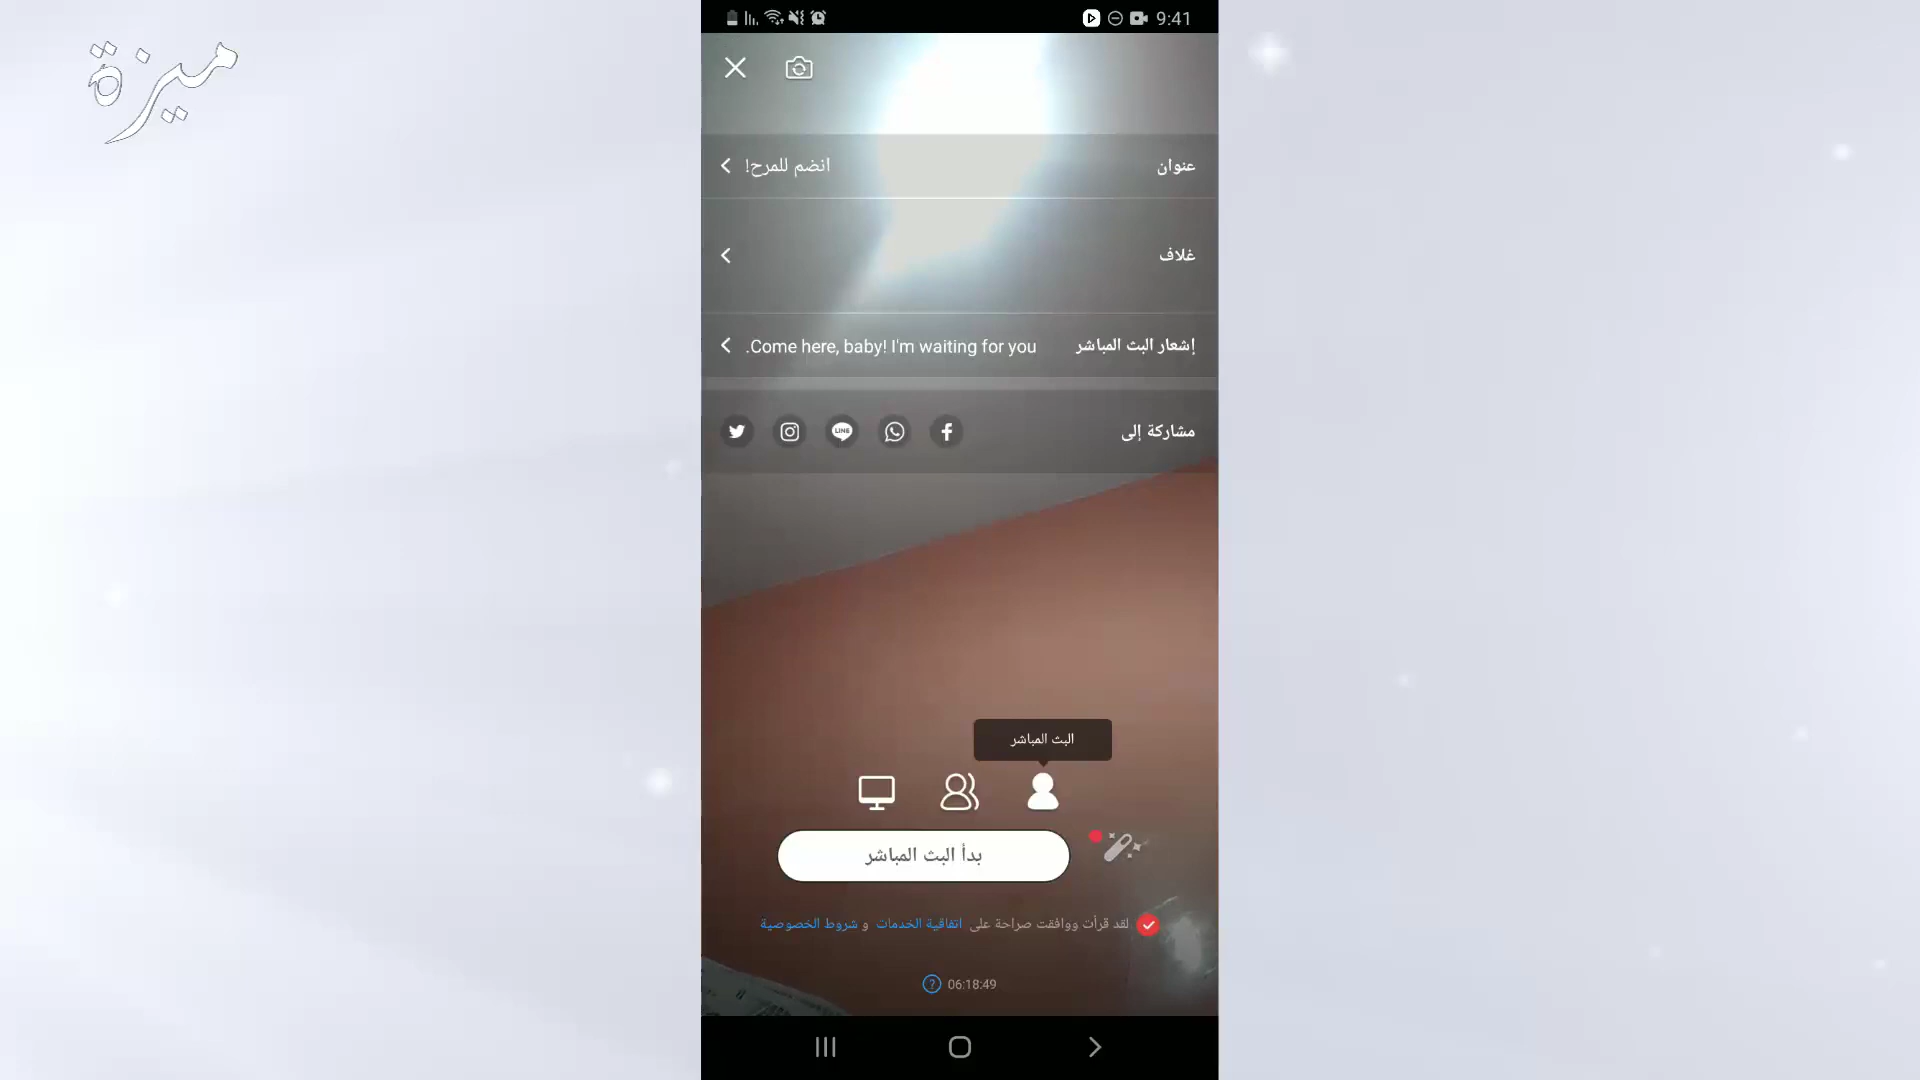 ميزة
9:41
عنوان انضم للمرح!
غلاف
إشعار البث المباشر Come here, baby! I'm waiting for you.
مشاركة إلى LINE
البث المباشر
بدأ البث المباشر
لقد قرأت ووافقت صراحة على اتفاقية الخدمات و شروط الخصوصية
? 06:18:49